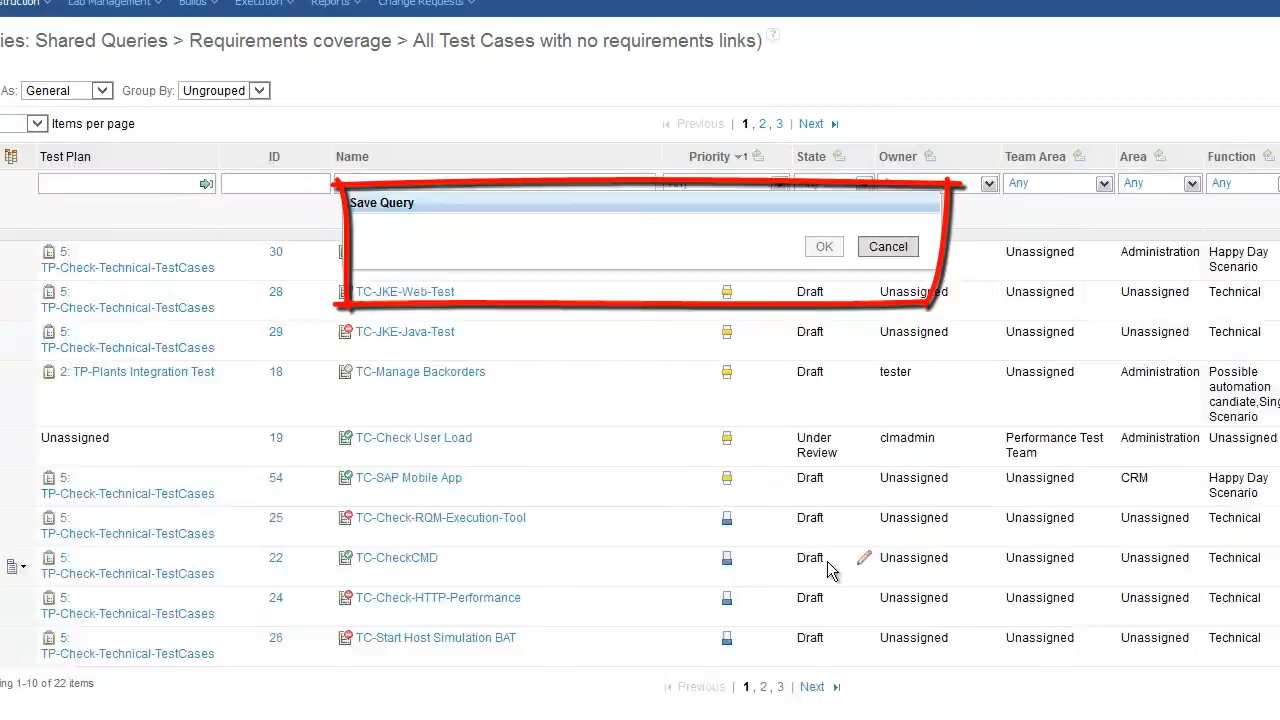 struction Lab Management Builds Execution Reports Change Requests
ies: Shared Queries > Requirements coverage > All Test Cases with no requirements links) ?
As: General Group By: Ungrouped
Items per page Previous | 1 , 2 , 3 | Next
Test Plan ID Name Priority 1 State Owner Team Area Area Function
Any Any Any
Save Query
OK Cancel
5: TP-Check-Technical-TestCases 30 Unassigned Administration Happy Day Scenario
5: TP-Check-Technical-TestCases 28 TC-JKE-Web-Test Draft Unassigned Unassigned Unassigned Technical
5: TP-Check-Technical-TestCases 29 TC-JKE-Java-Test Draft Unassigned Unassigned Unassigned Technical
2: TP-Plants Integration Test 18 TC-Manage Backorders Draft tester Unassigned Administration Possible automation candiate,Sing Scenario
Unassigned 19 TC-Check User Load Under Review clmadmin Performance Test Team Administration Unassigned
5: TP-Check-Technical-TestCases 54 TC-SAP Mobile App Draft Unassigned Unassigned CRM Happy Day Scenario
5: TP-Check-Technical-TestCases 25 TC-Check-RQM-Execution-Tool Draft Unassigned Unassigned Unassigned Technical
5: TP-Check-Technical-TestCases 22 TC-CheckCMD Draft Unassigned Unassigned Unassigned Technical
5: TP-Check-Technical-TestCases 24 TC-Check-HTTP-Performance Draft Unassigned Unassigned Unassigned Technical
5: TP-Check-Technical-TestCases 26 TC-Start Host Simulation BAT Draft Unassigned Unassigned Unassigned Technical
ing 1-10 of 22 items Previous | 1 , 2 , 3 | Next